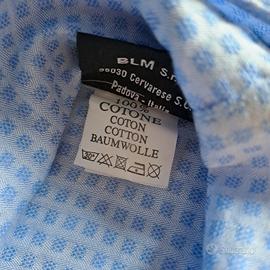 BLM S.r.l.
35030 Cervarese S.C.
Padova - Italia
100%
COTONE
COTON
COTTON
BAUMWOLLE